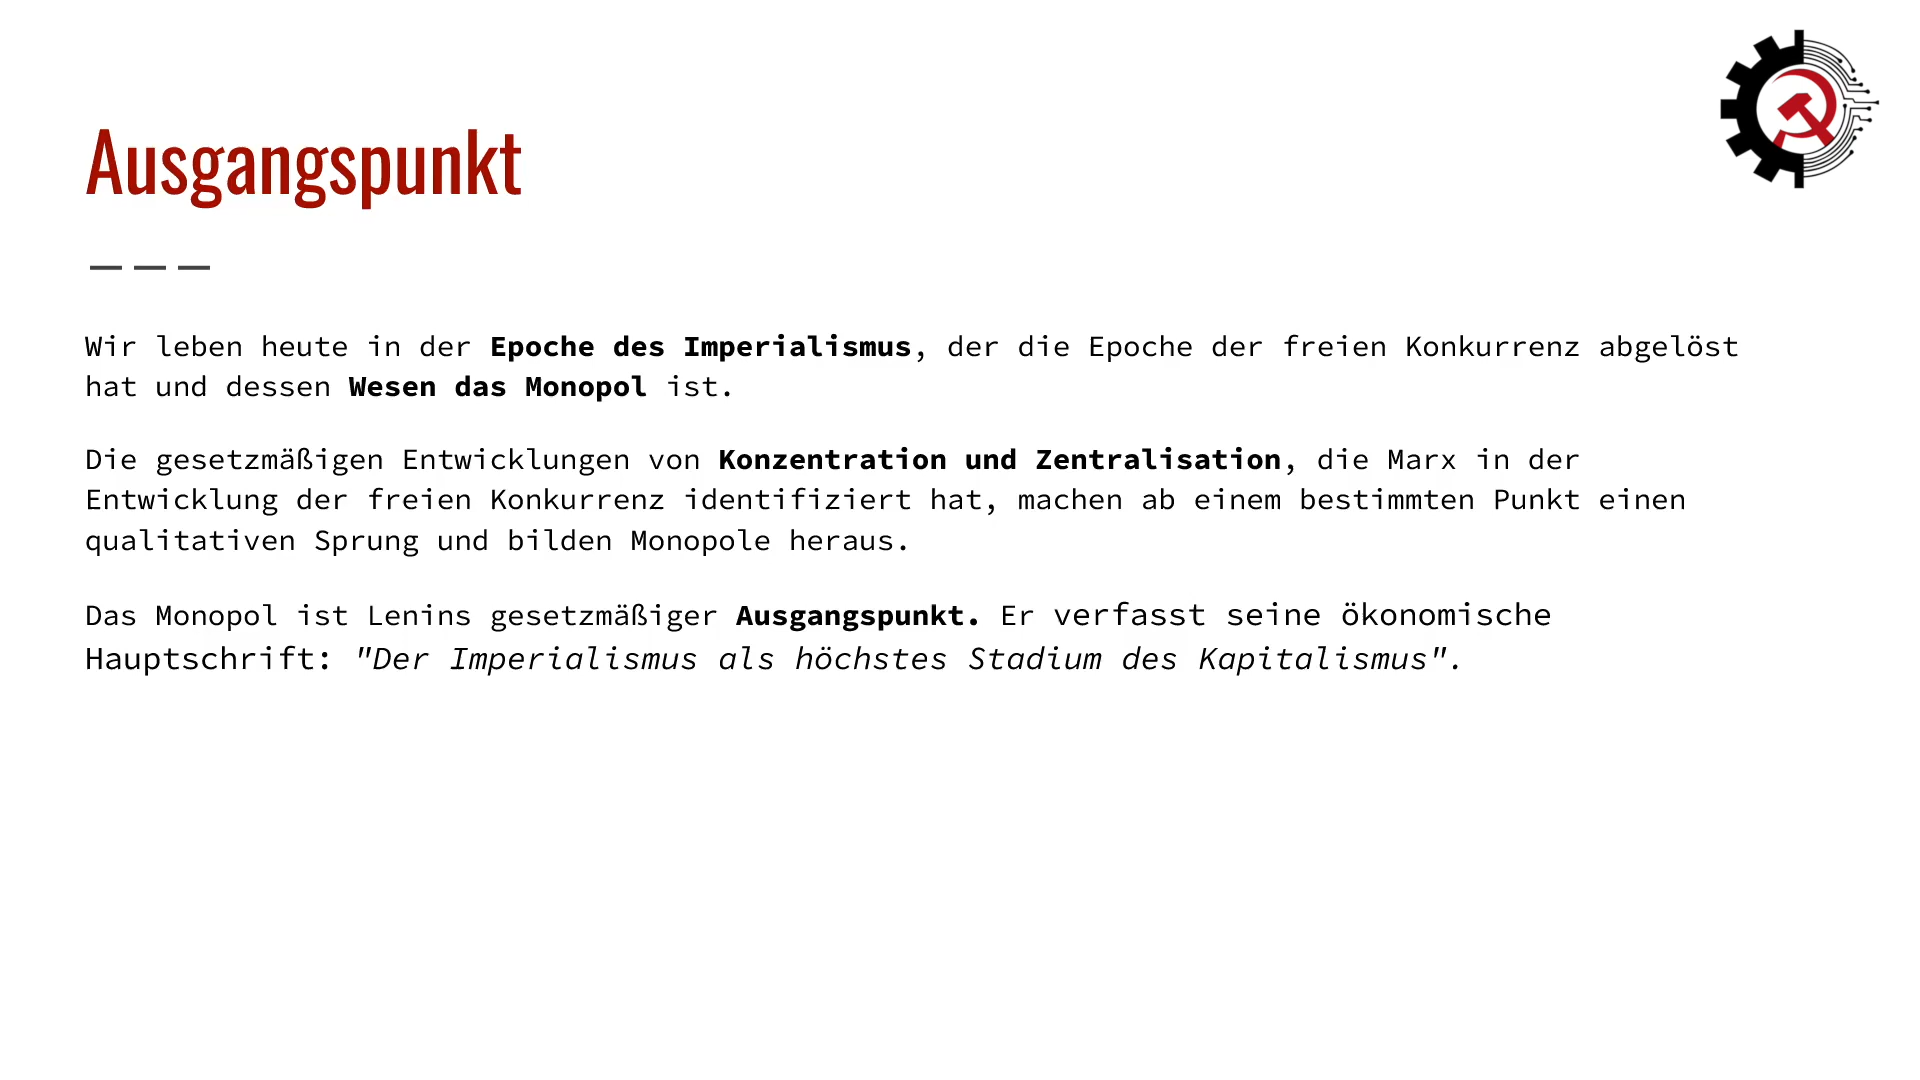 Ausgangspunkt
Wir leben heute in der Epoche des Imperialismus, der die Epoche der freien Konkurrenz abgelöst
hat und dessen Wesen das Monopol ist.
Die gesetzmäßigen Entwicklungen von Konzentration und Zentralisation, die Marx in der
Entwicklung der freien Konkurrenz identifiziert hat, machen ab einem bestimmten Punkt einen
qualitativen Sprung und bilden Monopole heraus.
Das Monopol ist Lenins gesetzmäßiger Ausgangspunkt. Er verfasst seine ökonomische
Hauptschrift: "Der Imperialismus als höchstes Stadium des Kapitalismus".